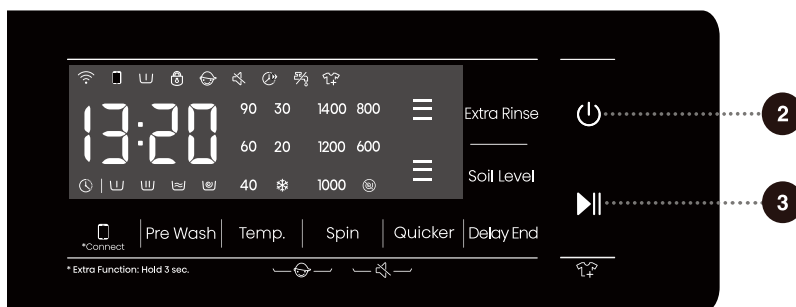 13:20
90 30 1400 800
60 20 1200 600
40 1000
Extra Rinse
Soil Level
*Connect
Pre Wash
Temp.
Spin
Quicker
Delay End
* Extra Function: Hold 3 sec.
2
3